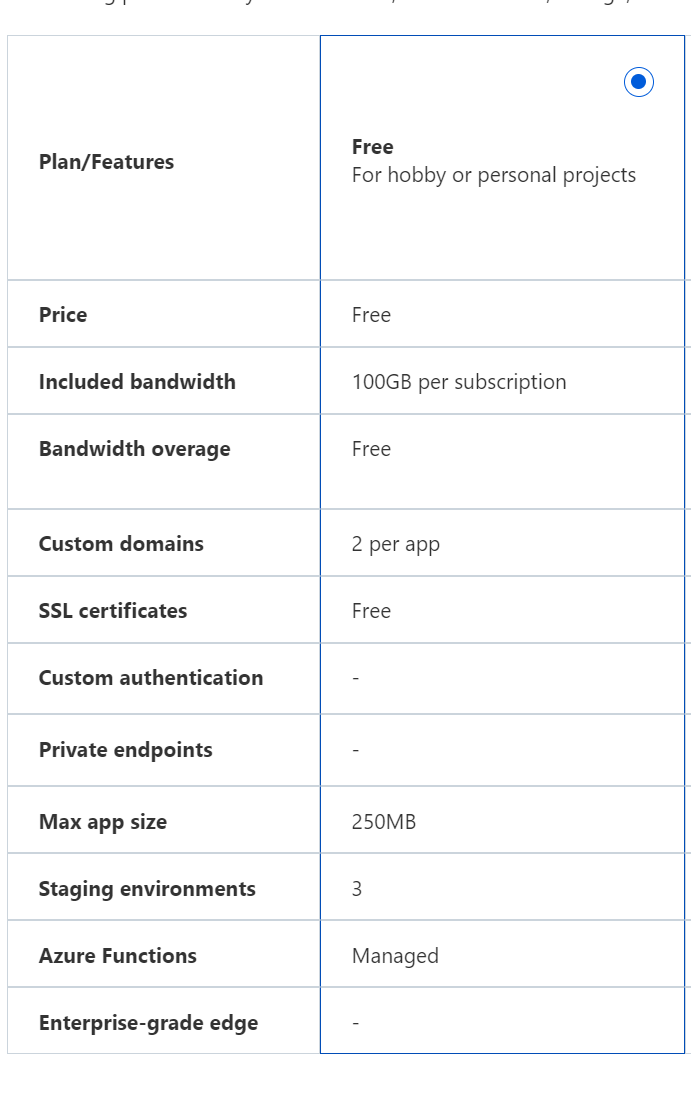 Plan/Features
Free
For hobby or personal projects
Price
Free
Included bandwidth
100GB per subscription
Bandwidth overage
Free
Custom domains
2 per app
SSL certificates
Free
Custom authentication
-
Private endpoints
-
Max app size
250MB
Staging environments
3
Azure Functions
Managed
Enterprise-grade edge
-